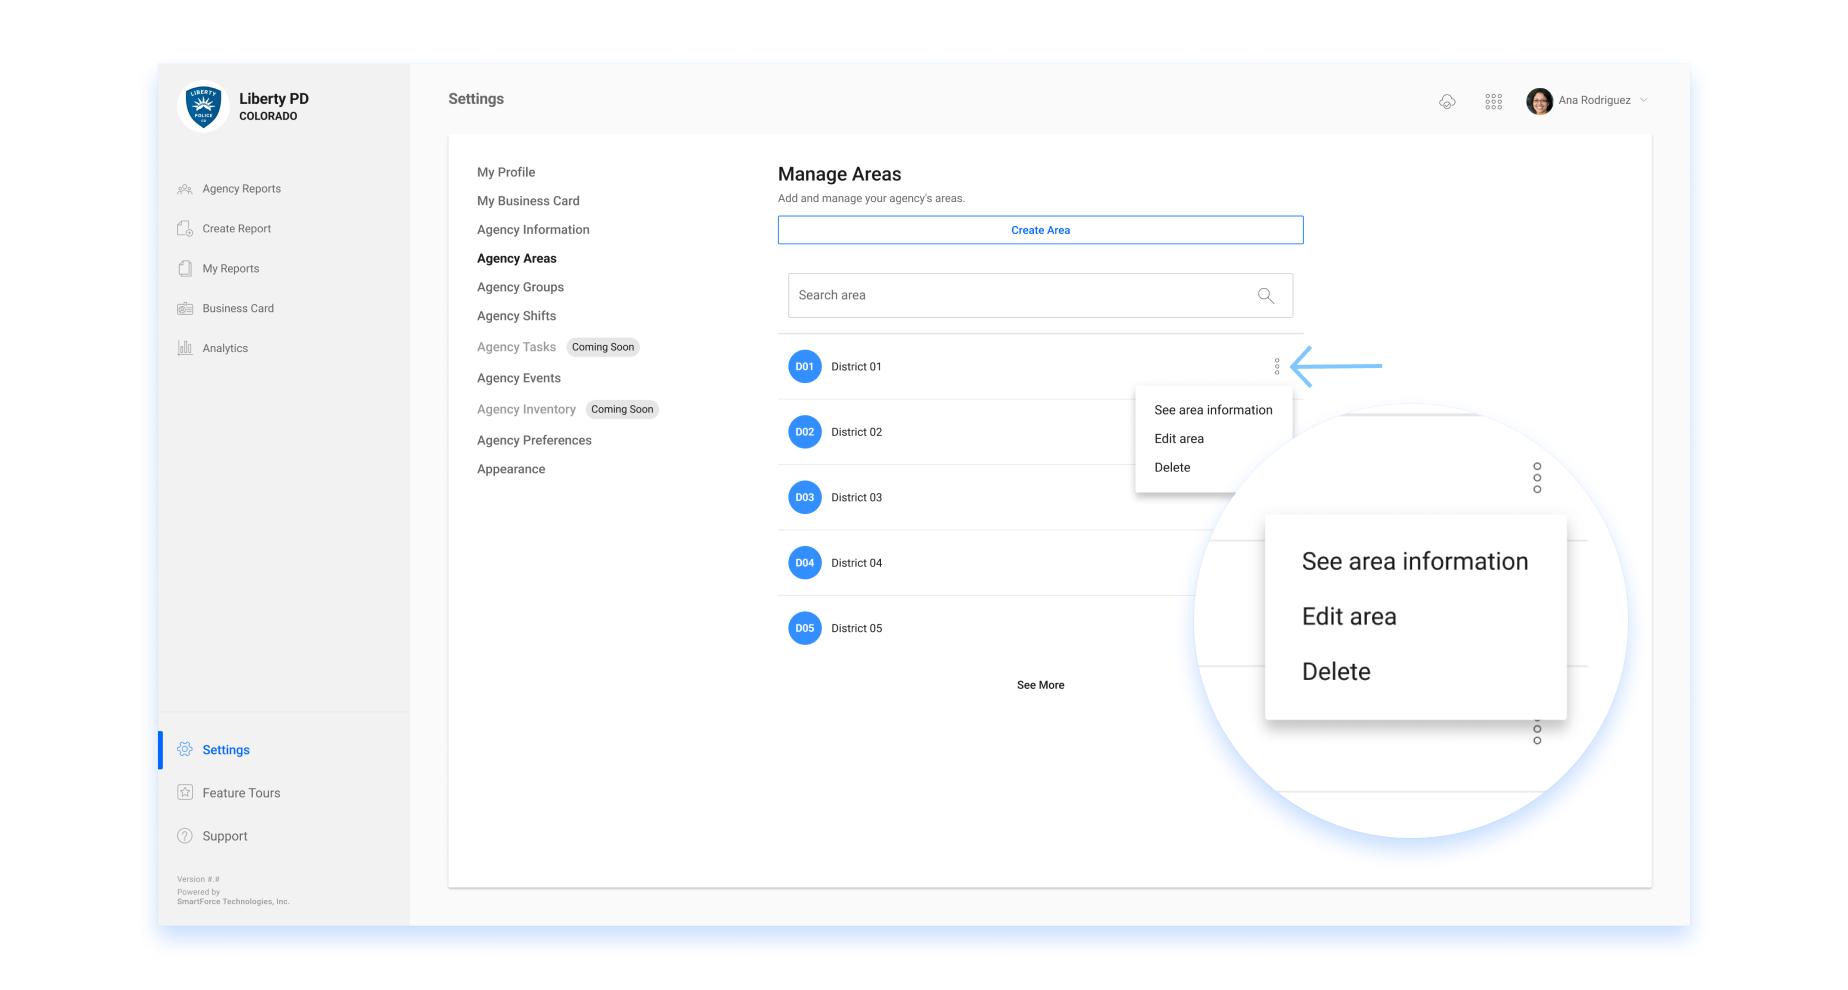 LIBERTY
POLICE
CO
Liberty PD
COLORADO
Settings
Ana Rodriguez
Agency Reports
Create Report
My Reports
Business Card
Analytics
My Profile
My Business Card
Agency Information
Agency Areas
Agency Groups
Agency Shifts
Agency Tasks Coming Soon
Agency Events
Agency Inventory Coming Soon
Agency Preferences
Appearance
Manage Areas
Add and manage your agency's areas.
Create Area
Search area
D01 District 01
See area information
Edit area
Delete
D02 District 02
D03 District 03
D04 District 04
D05 District 05
See More
See area information
Edit area
Delete
Settings
Feature Tours
Support
Version #.#
Powered by
SmartForce Technologies, Inc.